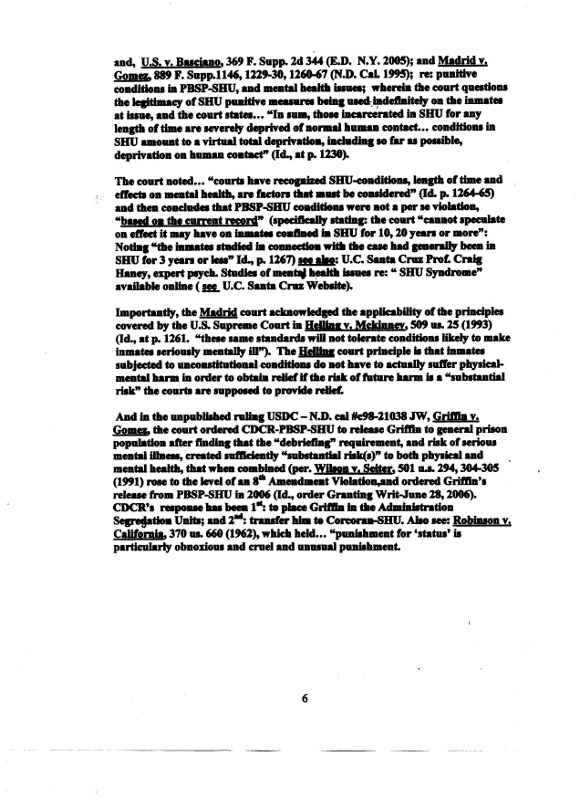 and, U.S. v. Basciano, 369 F. Supp. 2d 344 (E.D. N.Y. 2005); and Madrid v.
Gomez, 889 F. Supp.1146, 1229-30, 1260-67 (N.D. Cal. 1995); re: punitive
conditions in PBSP-SHU, and mental health issues; wherein the court questions
the legitimacy of SHU punitive measures being used indefinitely on the inmates
at issue, and the court states... “In sum, those incarcerated in SHU for any
length of time are severely deprived of normal human contact... conditions in
SHU amount to a virtual total deprivation, including so far as possible,
deprivation on human contact” (Id., at p. 1230).
The court noted... “courts have recognized SHU-conditions, length of time and
effects on mental health, are factors that must be considered” (Id. p. 1264-65)
and then concludes that PBSP-SHU conditions were not a per se violation,
“based on the current record” (specifically stating: the court “cannot speculate
on effect it may have on inmates confined in SHU for 10, 20 years or more”:
Noting “the inmates studied in connection with the case had generally been in
SHU for 3 years or less” Id., p. 1267) see also: U.C. Santa Cruz Prof. Craig
Haney, expert psych. Studies of mental health issues re: “ SHU Syndrome”
available online ( see U.C. Santa Cruz Website).
Importantly, the Madrid court acknowledged the applicability of the principles
covered by the U.S. Supreme Court in Helling v. Mckinney, 509 us. 25 (1993)
(Id., at p. 1261. “these same standards will not tolerate conditions likely to make
inmates seriously mentally ill”). The Helling court principle is that inmates
subjected to unconstitutional conditions do not have to actually suffer physical-
mental harm in order to obtain relief if the risk of future harm is a “substantial
risk” the courts are supposed to provide relief.
And in the unpublished ruling USDC – N.D. cal #c98-21038 JW, Griffin v.
Gomez, the court ordered CDCR-PBSP-SHU to release Griffin to general prison
population after finding that the “debriefing” requirement, and risk of serious
mental illness, created sufficiently “substantial risk(s)” to both physical and
mental health, that when combined (per. Wilson v. Seiter, 501 u.s. 294, 304-305
(1991) rose to the level of an 8th Amendment Violation,and ordered Griffin’s
release from PBSP-SHU in 2006 (Id., order Granting Writ-June 28, 2006).
CDCR’s response has been 1st: to place Griffin in the Administration
Segregation Units; and 2nd: transfer him to Corcoran-SHU. Also see: Robinson v.
California, 370 us. 660 (1962), which held... “punishment for ‘status’ is
particularly obnoxious and cruel and unusual punishment.
6